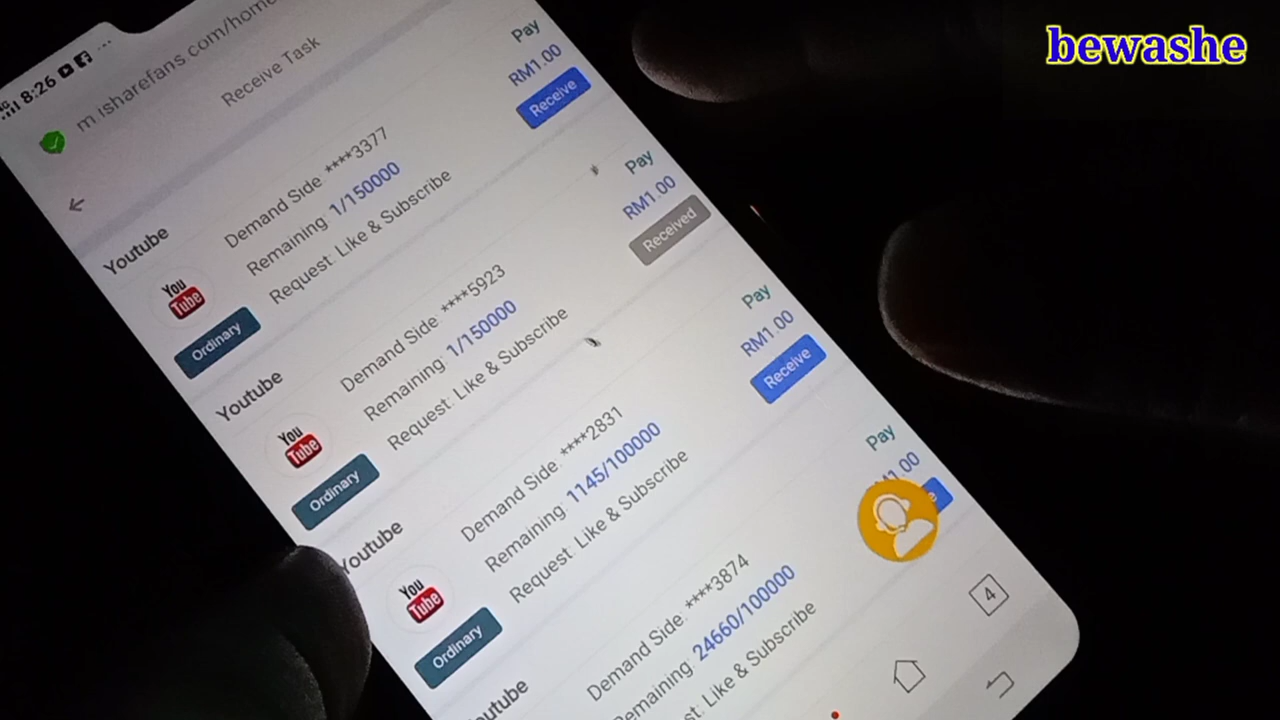 bewashe
4G 8:26
m isharefans.com/home
Receive Task
Youtube
You
Tube
Ordinary
Demand Side: ****3377
Remaining: 1/150000
Request: Like & Subscribe
Pay
RM1.00
Receive
Youtube
You
Tube
Ordinary
Demand Side: ****5923
Remaining: 1/150000
Request: Like & Subscribe
Pay
RM1.00
Received
Youtube
You
Tube
Ordinary
Demand Side: ****2831
Remaining: 1145/100000
Request: Like & Subscribe
Pay
RM1.00
Receive
Youtube
Demand Side: ****3874
Remaining: 24660/100000
Like & Subscribe
Pay
4